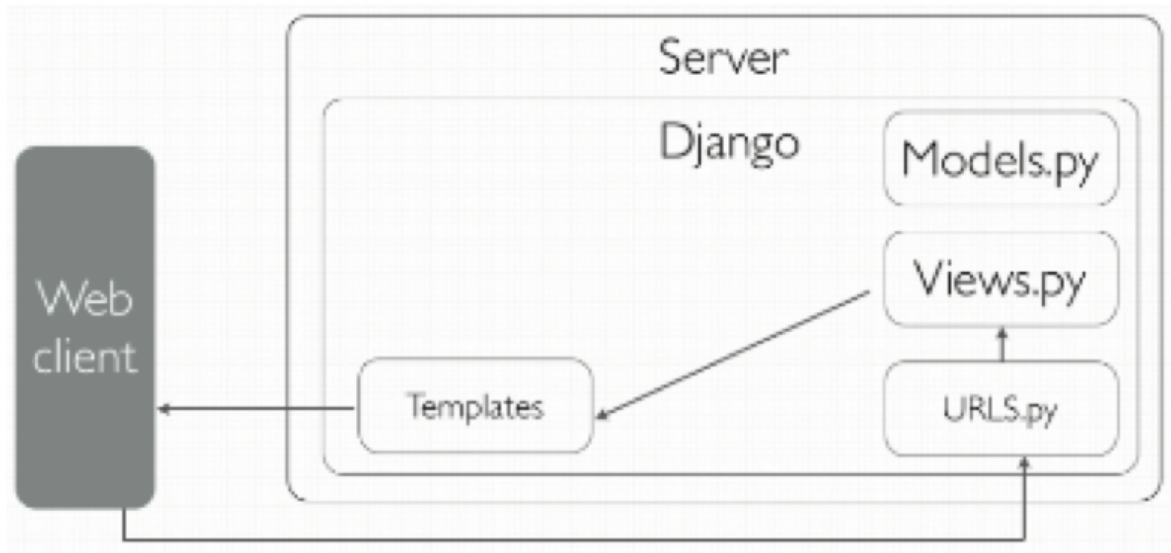 Server
Django
Models.py
Views.py
Web
client
Templates
URLS.py